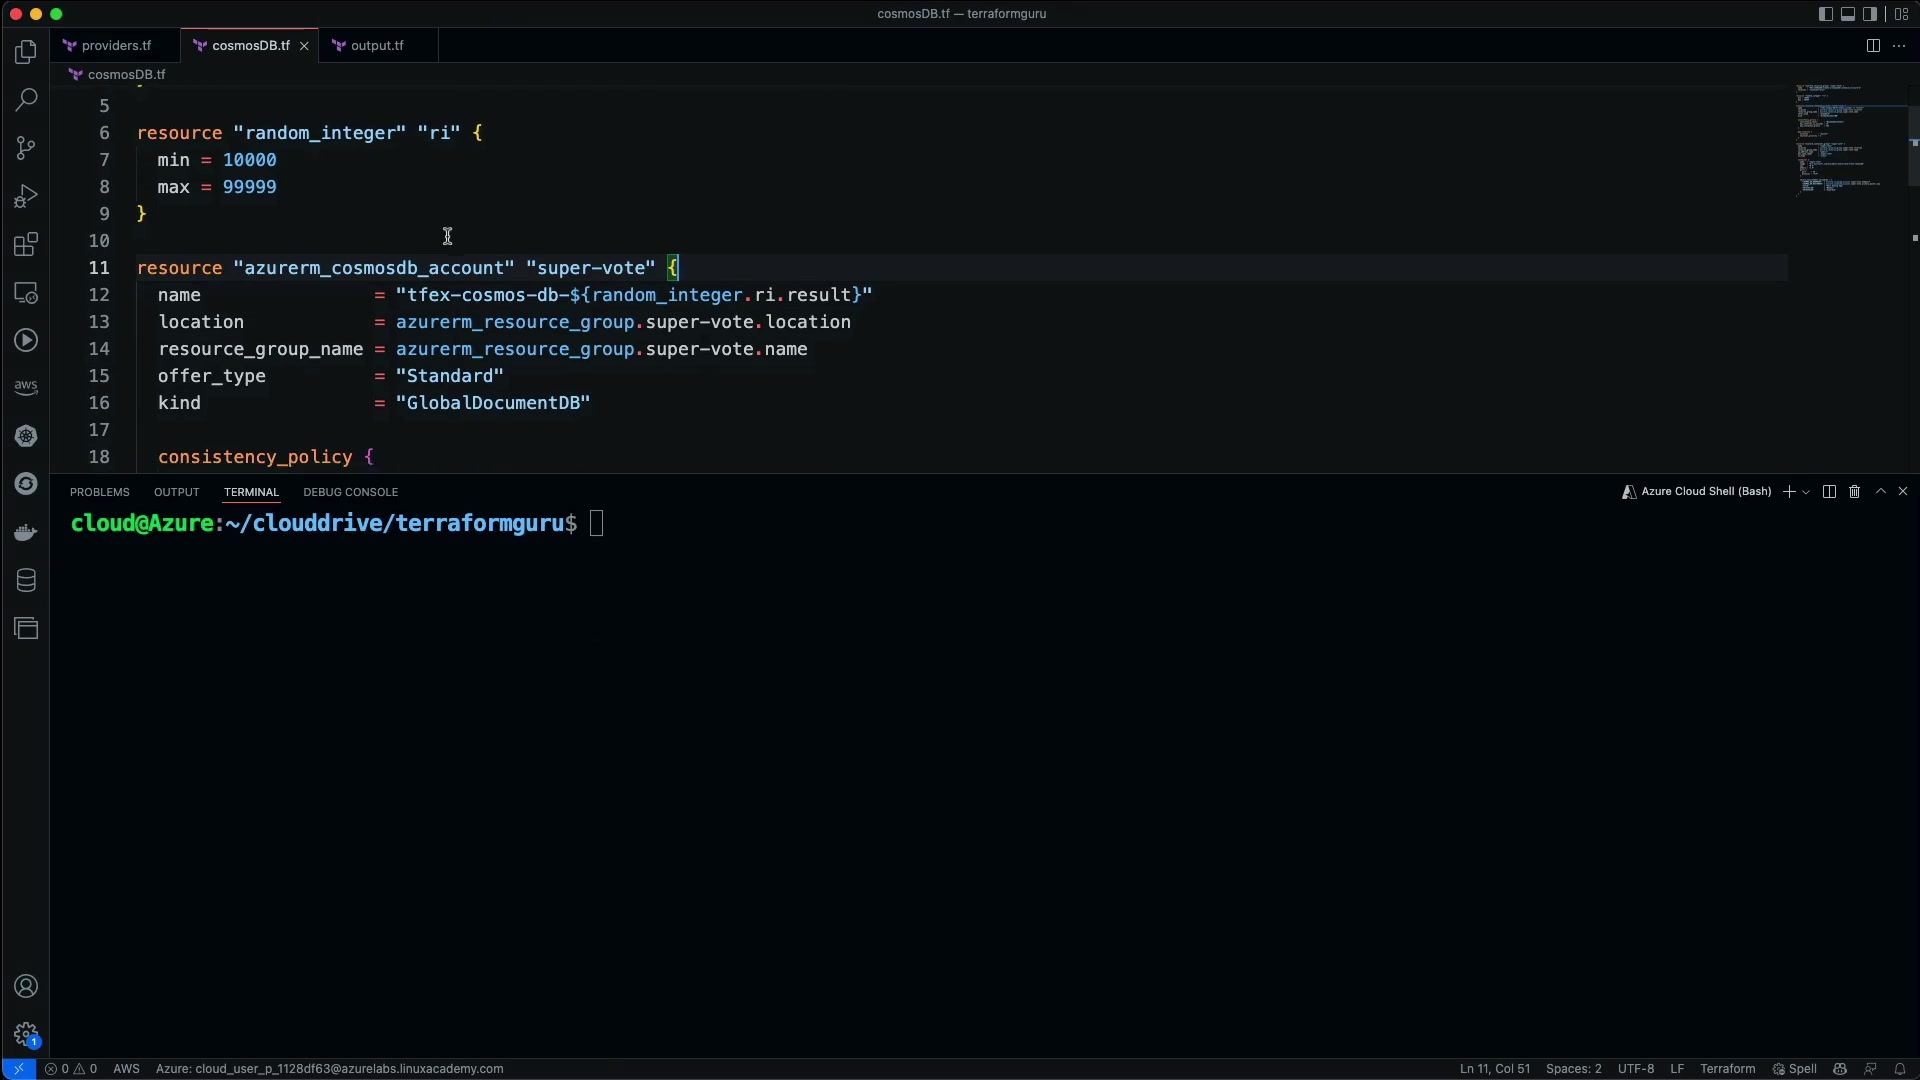 cosmosDB.tf — terraformguru
providers.tf
cosmosDB.tf
output.tf
cosmosDB.tf
5
6 resource "random_integer" "ri" {
7 min = 10000
8 max = 99999
9 }
10
11 resource "azurerm_cosmosdb_account" "super-vote" {
12 name = "tfex-cosmos-db-${random_integer.ri.result}"
13 location = azurerm_resource_group.super-vote.location
14 resource_group_name = azurerm_resource_group.super-vote.name
15 offer_type = "Standard"
16 kind = "GlobalDocumentDB"
17
18 consistency_policy {
aws
PROBLEMS OUTPUT TERMINAL DEBUG CONSOLE
Azure Cloud Shell (Bash)
cloud@Azure:~/clouddrive/terraformguru$
1
0 0 AWS Azure: cloud_user_p_1128df63@azurelabs.linuxacademy.com
Ln 11, Col 51 Spaces: 2 UTF-8 LF Terraform Spell